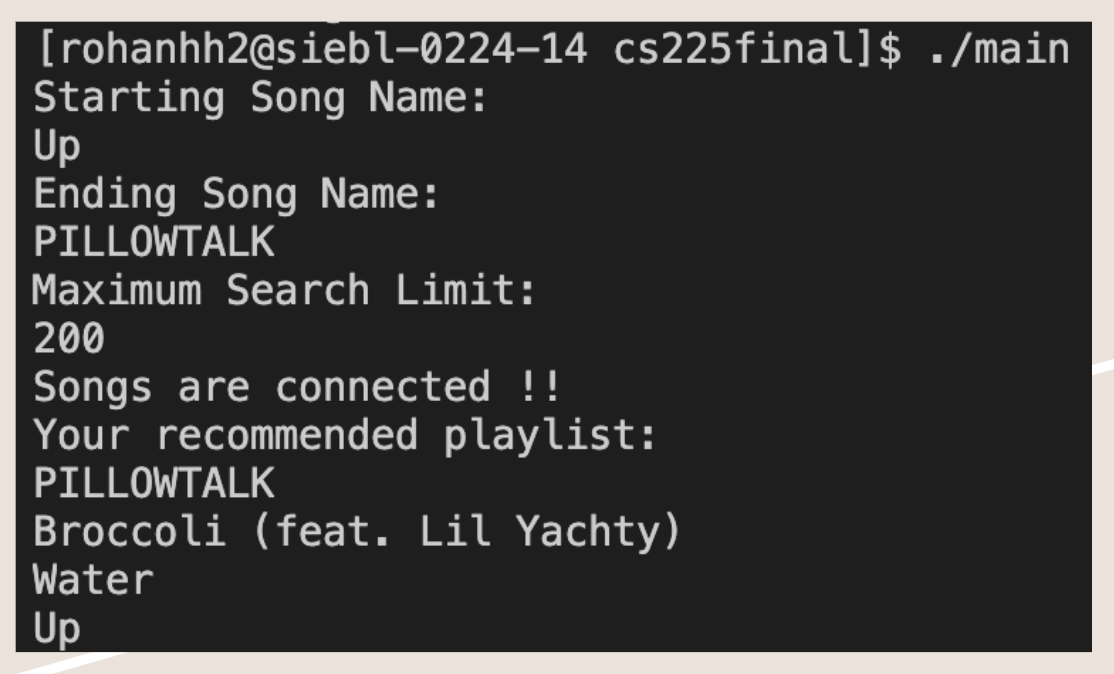 [rohanhh2@siebl-0224-14 cs225final]$ ./main
Starting Song Name:
Up
Ending Song Name:
PILLOWTALK
Maximum Search Limit:
200
Songs are connected !!
Your recommended playlist:
PILLOWTALK
Broccoli (feat. Lil Yachty)
Water
Up